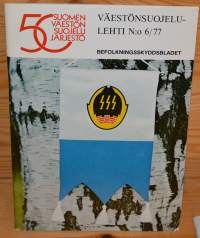 50 SUOMEN
VÄESTÖN
SUOJELU
JÄRJESTÖ
VÄESTÖNSUOJELU-
LEHTI N:o 6/77
BEFOLKNINGSSKYDDSBLADET